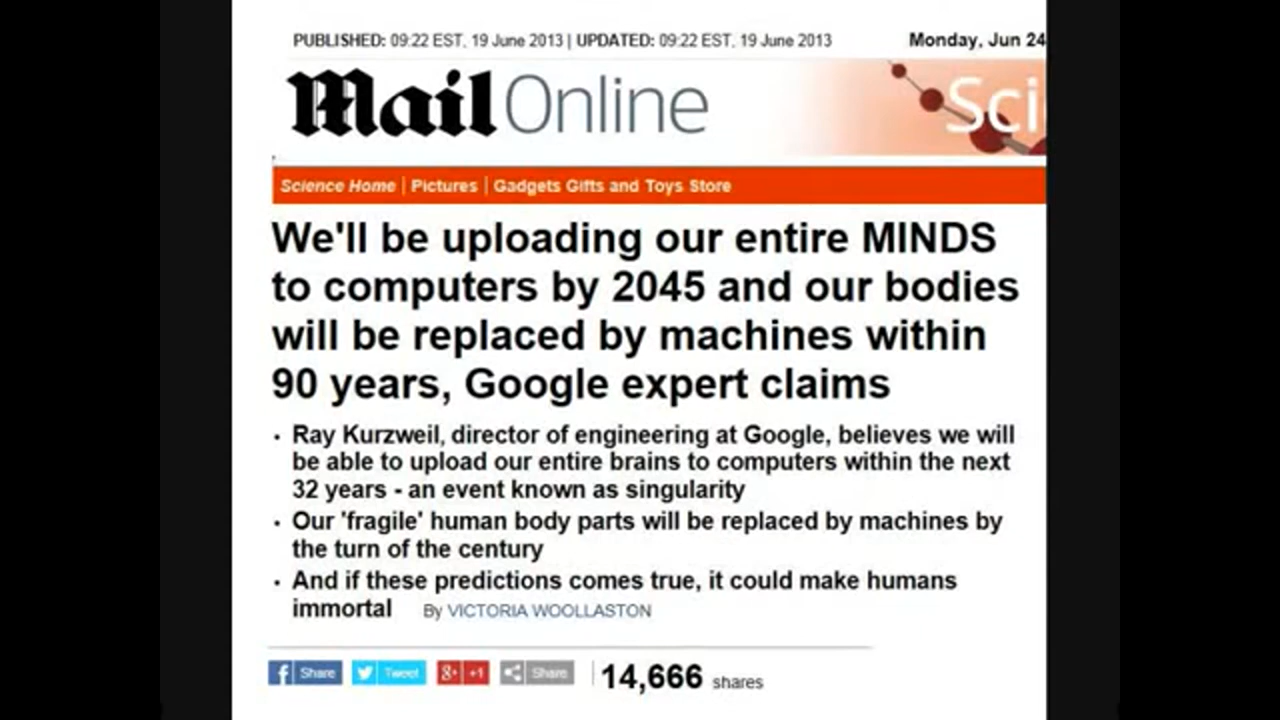 PUBLISHED: 09:22 EST, 19 June 2013 | UPDATED: 09:22 EST, 19 June 2013 Monday, Jun 24
Mail Online Sci
Science Home | Pictures | Gadgets Gifts and Toys Store
We'll be uploading our entire MINDS
to computers by 2045 and our bodies
will be replaced by machines within
90 years, Google expert claims
· Ray Kurzweil, director of engineering at Google, believes we will
be able to upload our entire brains to computers within the next
32 years - an event known as singularity
· Our 'fragile' human body parts will be replaced by machines by
the turn of the century
· And if these predictions comes true, it could make humans
immortal By VICTORIA WOOLLASTON
f Share Tweet g+ +1 Share 14,666 shares